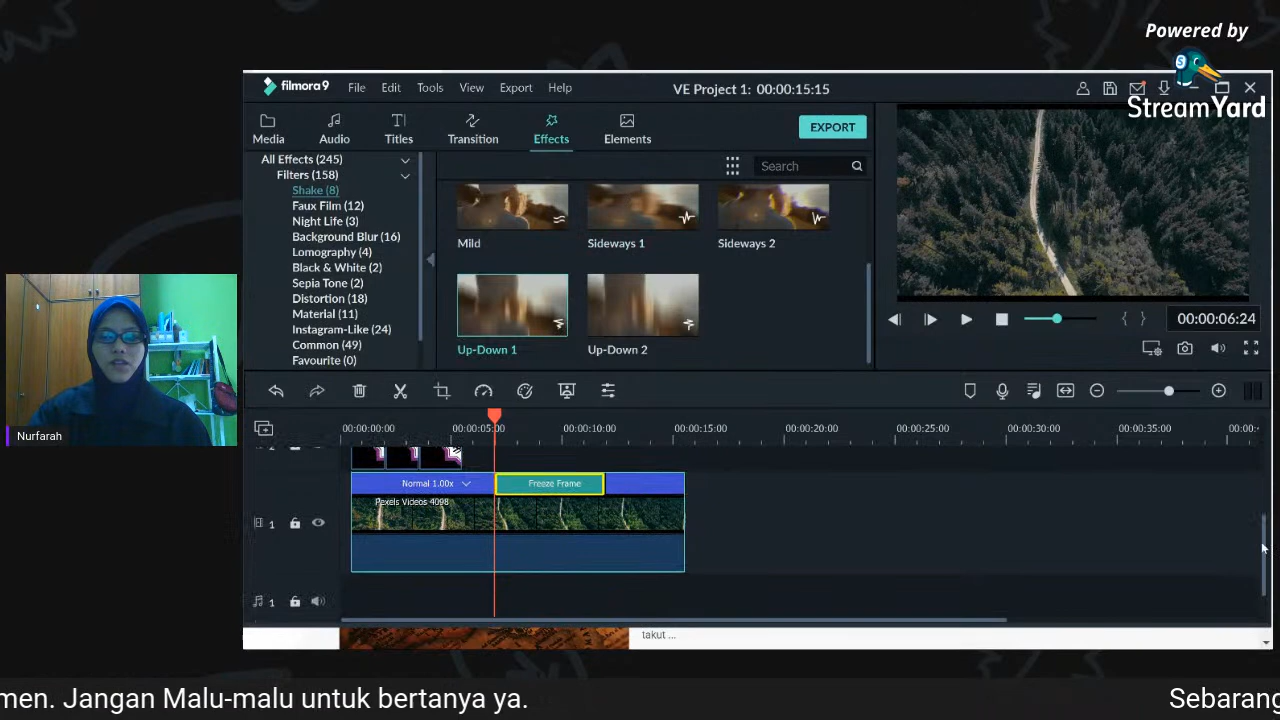 Powered by
StreamYard
filmora9 File Edit Tools View Export Help VE Project 1: 00:00:15:15
Media Audio Titles Transition Effects Elements EXPORT
All Effects (245)
Filters (158)
Shake (8)
Faux Film (12)
Night Life (3)
Background Blur (16)
Lomography (4)
Black & White (2)
Sepia Tone (2)
Distortion (18)
Material (11)
Instagram-Like (24)
Common (49)
Favourite (0)
Search
Mild Sideways 1 Sideways 2
Up-Down 1 Up-Down 2
00:00:06:24
00:00:00:00 00:00:05:00 00:00:10:00 00:00:15:00 00:00:20:00 00:00:25:00 00:00:30:00 00:00:35:00
Normal 1.00x Freeze Frame
Pexels Videos 4098
1
1
takut ...
Nurfarah
men. Jangan Malu-malu untuk bertanya ya. Sebarang